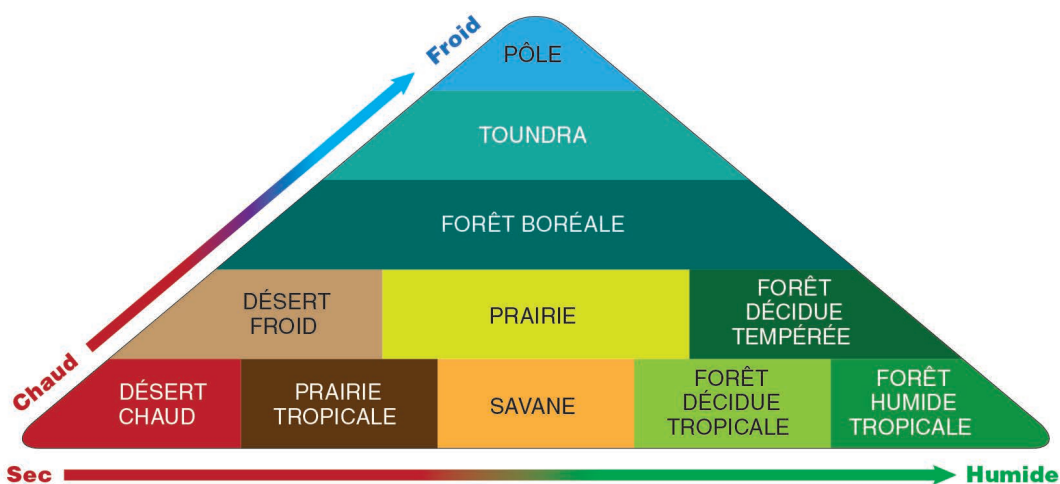 Froid
PÔLE
TOUNDRA
FORÊT BORÉALE
DÉSERT
FROID
PRAIRIE
FORÊT
DÉCIDUE
TEMPÉRÉE
Chaud
DÉSERT
CHAUD
PRAIRIE
TROPICALE
SAVANE
FORÊT
DÉCIDUE
TROPICALE
FORÊT
HUMIDE
TROPICALE
Sec
Humide